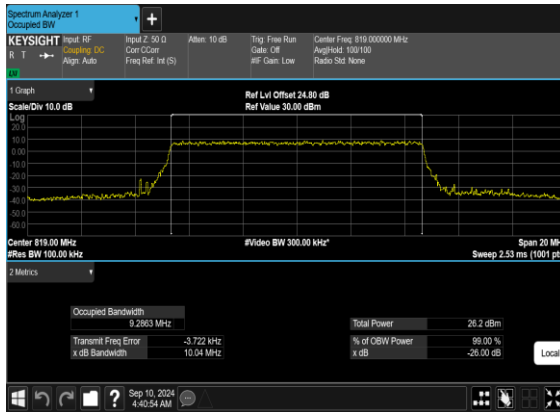 Spectrum Analyzer 1
Occupied BW
+
KEYSIGHT Input: RF Input Z: 50 Ω Atten: 10 dB Trig: Free Run Center Freq: 819.000000 MHz
R T Coupling: DC Corr CCorr Gate: Off Avg|Hold: 100/100
Align: Auto Freq Ref: Int (S) #IF Gain: Low Radio Std: None
LXI
1 Graph
Ref Lvl Offset 24.80 dB
Scale/Div 10.0 dB Ref Value 30.00 dBm
Log
20.0
10.0
0.00
-10.0
-20.0
-30.0
-40.0
-50.0
-60.0
Center 819.00 MHz #Video BW 300.00 kHz* Span 20 MH
#Res BW 100.00 kHz Sweep 2.53 ms (1001 pt
2 Metrics
Occupied Bandwidth
9.2863 MHz Total Power 26.2 dBm
Transmit Freq Error -3.722 kHz % of OBW Power 99.00 %
x dB Bandwidth 10.04 MHz x dB -26.00 dB
Local
? Sep 10, 2024
4:40:54 AM